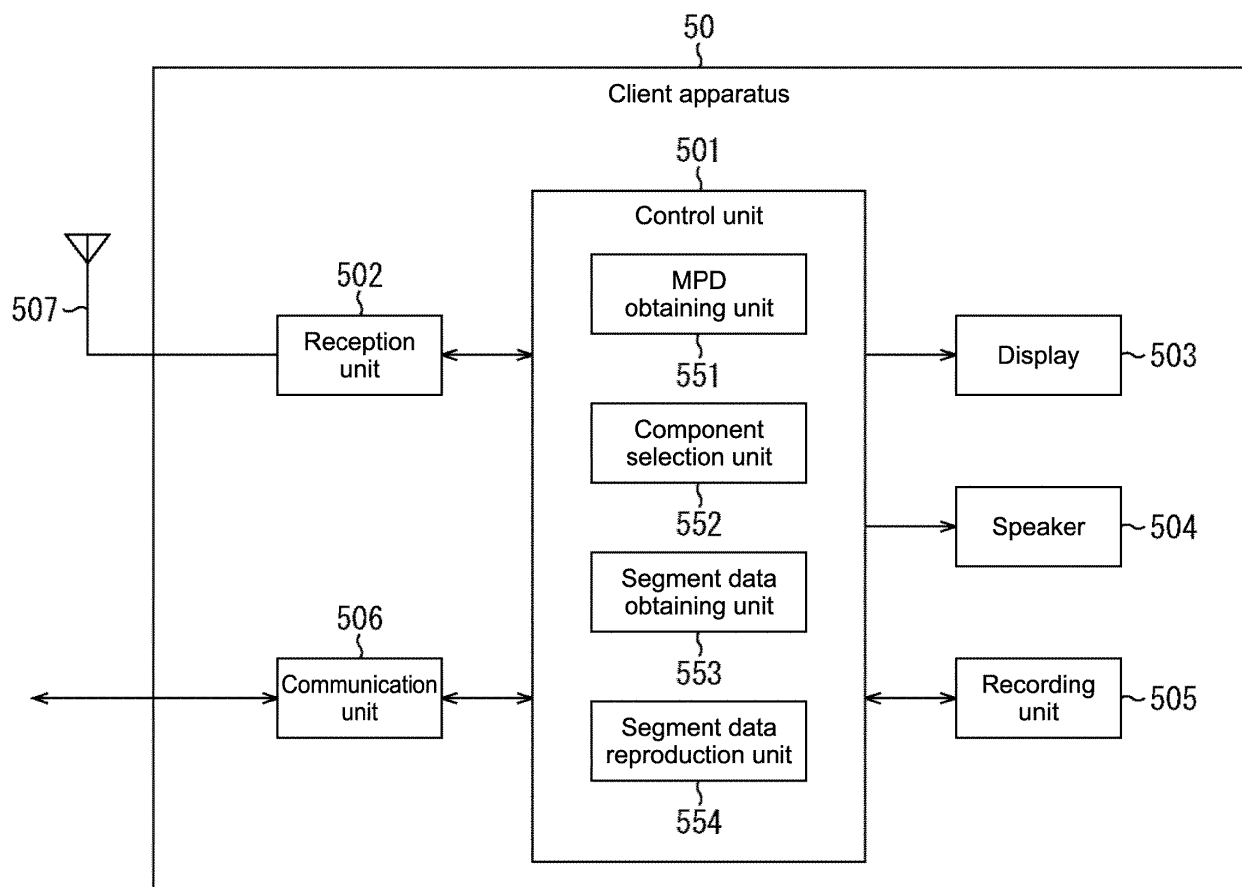 50
Client apparatus
501
Control unit
507
502
Reception
unit
MPD
obtaining unit
551
Display
503
Component
selection unit
552
Speaker
504
Segment data
obtaining unit
553
506
Communication
unit
Recording
unit
505
Segment data
reproduction unit
554